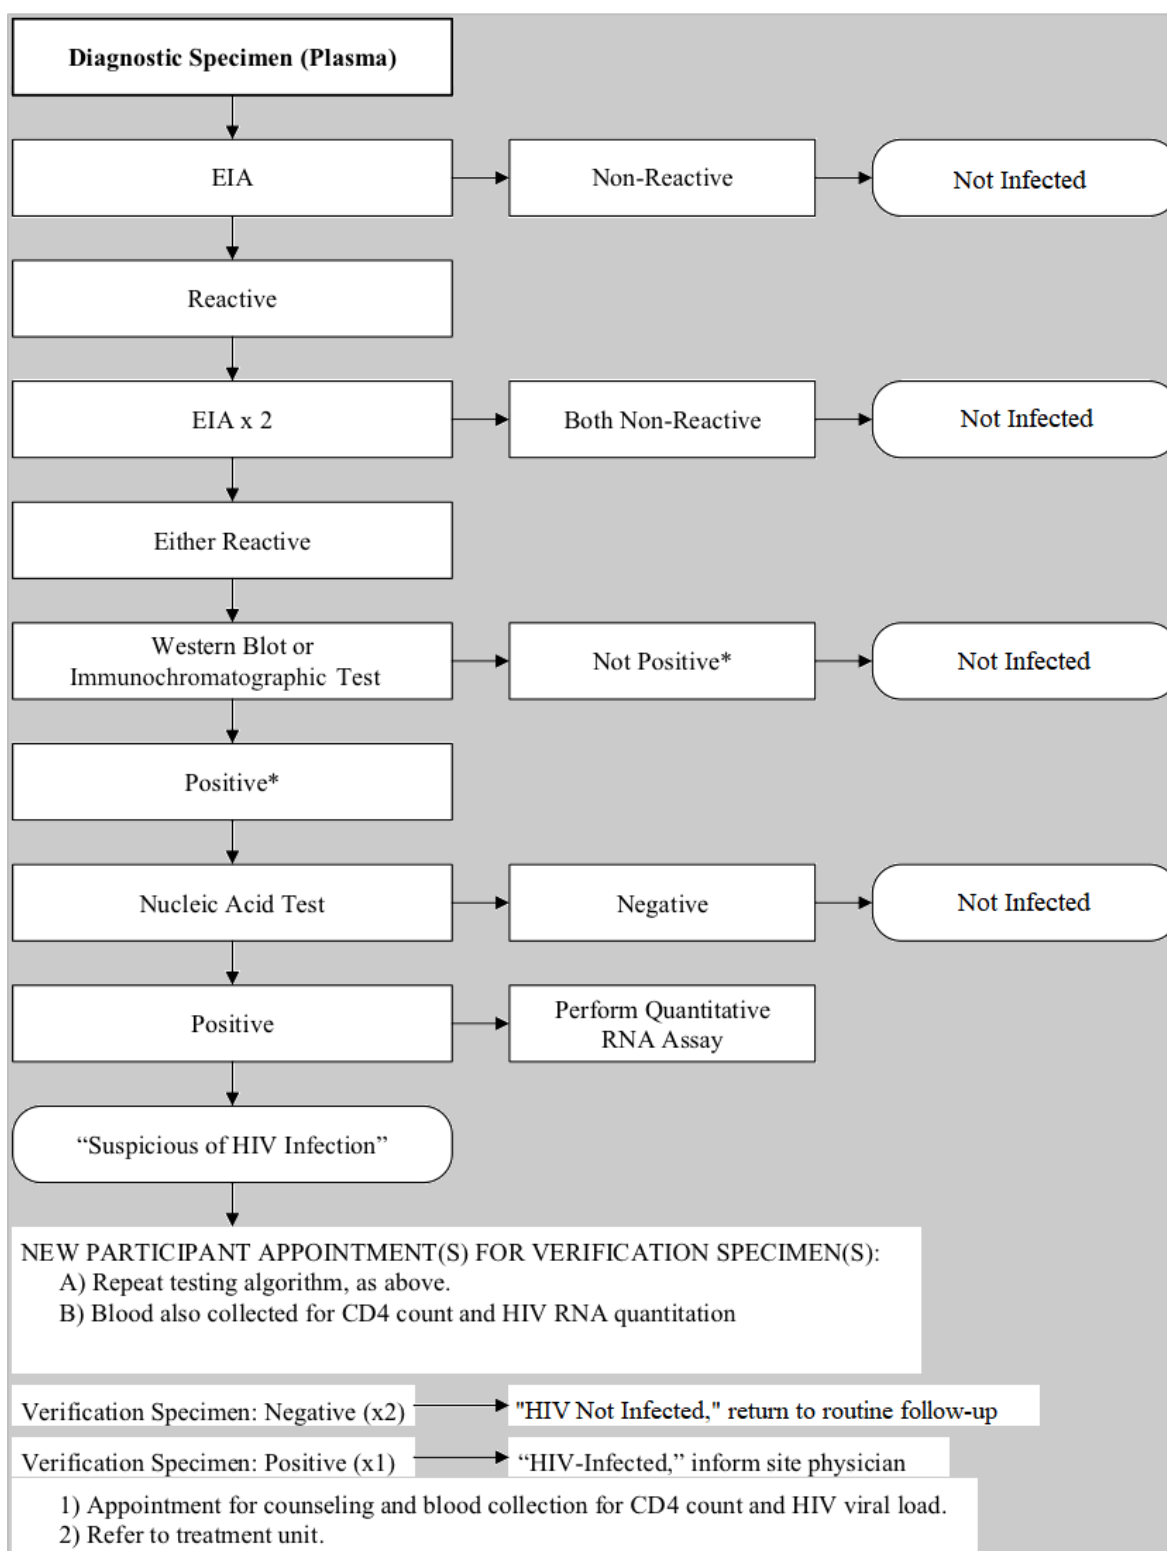 Diagnostic Specimen (Plasma)
EIA
Non-Reactive
Not Infected
Reactive
EIA x 2
Both Non-Reactive
Not Infected
Either Reactive
Western Blot or
Immunochromatographic Test
Not Positive*
Not Infected
Positive*
Nucleic Acid Test
Negative
Not Infected
Positive
Perform Quantitative
RNA Assay
“Suspicious of HIV Infection”
NEW PARTICIPANT APPOINTMENT(S) FOR VERIFICATION SPECIMEN(S):
A) Repeat testing algorithm, as above.
B) Blood also collected for CD4 count and HIV RNA quantitation
Verification Specimen: Negative (x2)
"HIV Not Infected," return to routine follow-up
Verification Specimen: Positive (x1)
“HIV-Infected,” inform site physician
1) Appointment for counseling and blood collection for CD4 count and HIV viral load.
2) Refer to treatment unit.